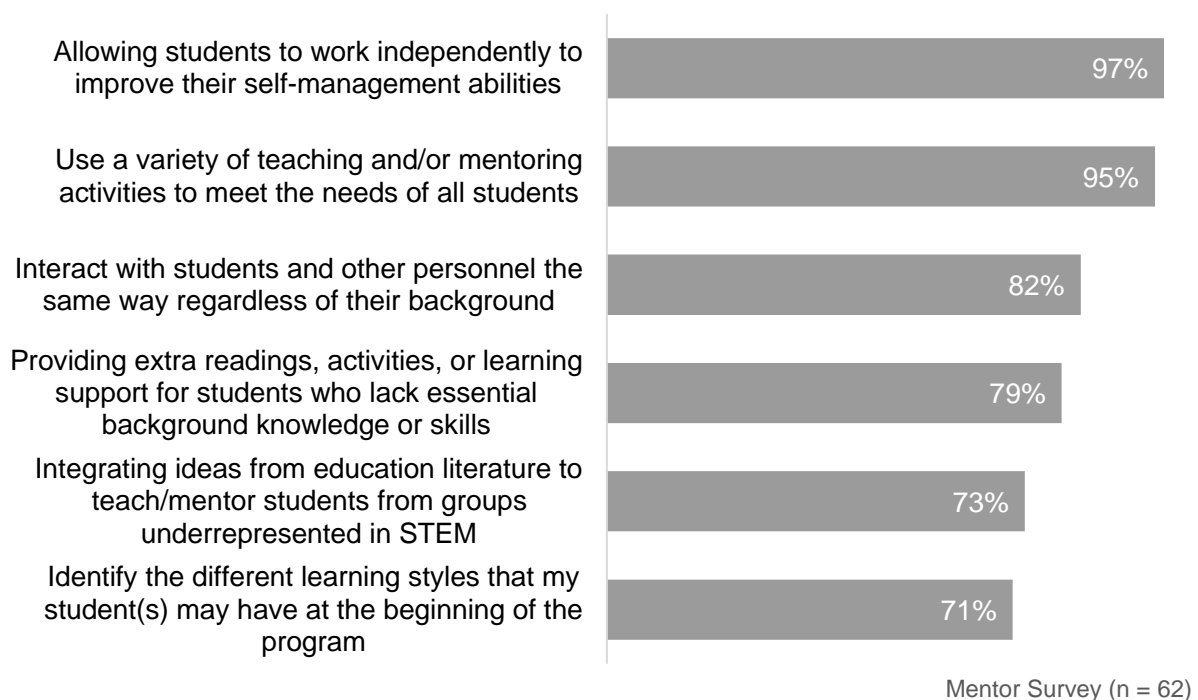 Allowing students to work independently to
improve their self-management abilities
97%
Use a variety of teaching and/or mentoring
activities to meet the needs of all students
95%
Interact with students and other personnel the
same way regardless of their background
82%
Providing extra readings, activities, or learning
support for students who lack essential
background knowledge or skills
79%
Integrating ideas from education literature to
teach/mentor students from groups
underrepresented in STEM
73%
Identify the different learning styles that my
student(s) may have at the beginning of the
program
71%
Mentor Survey (n = 62)